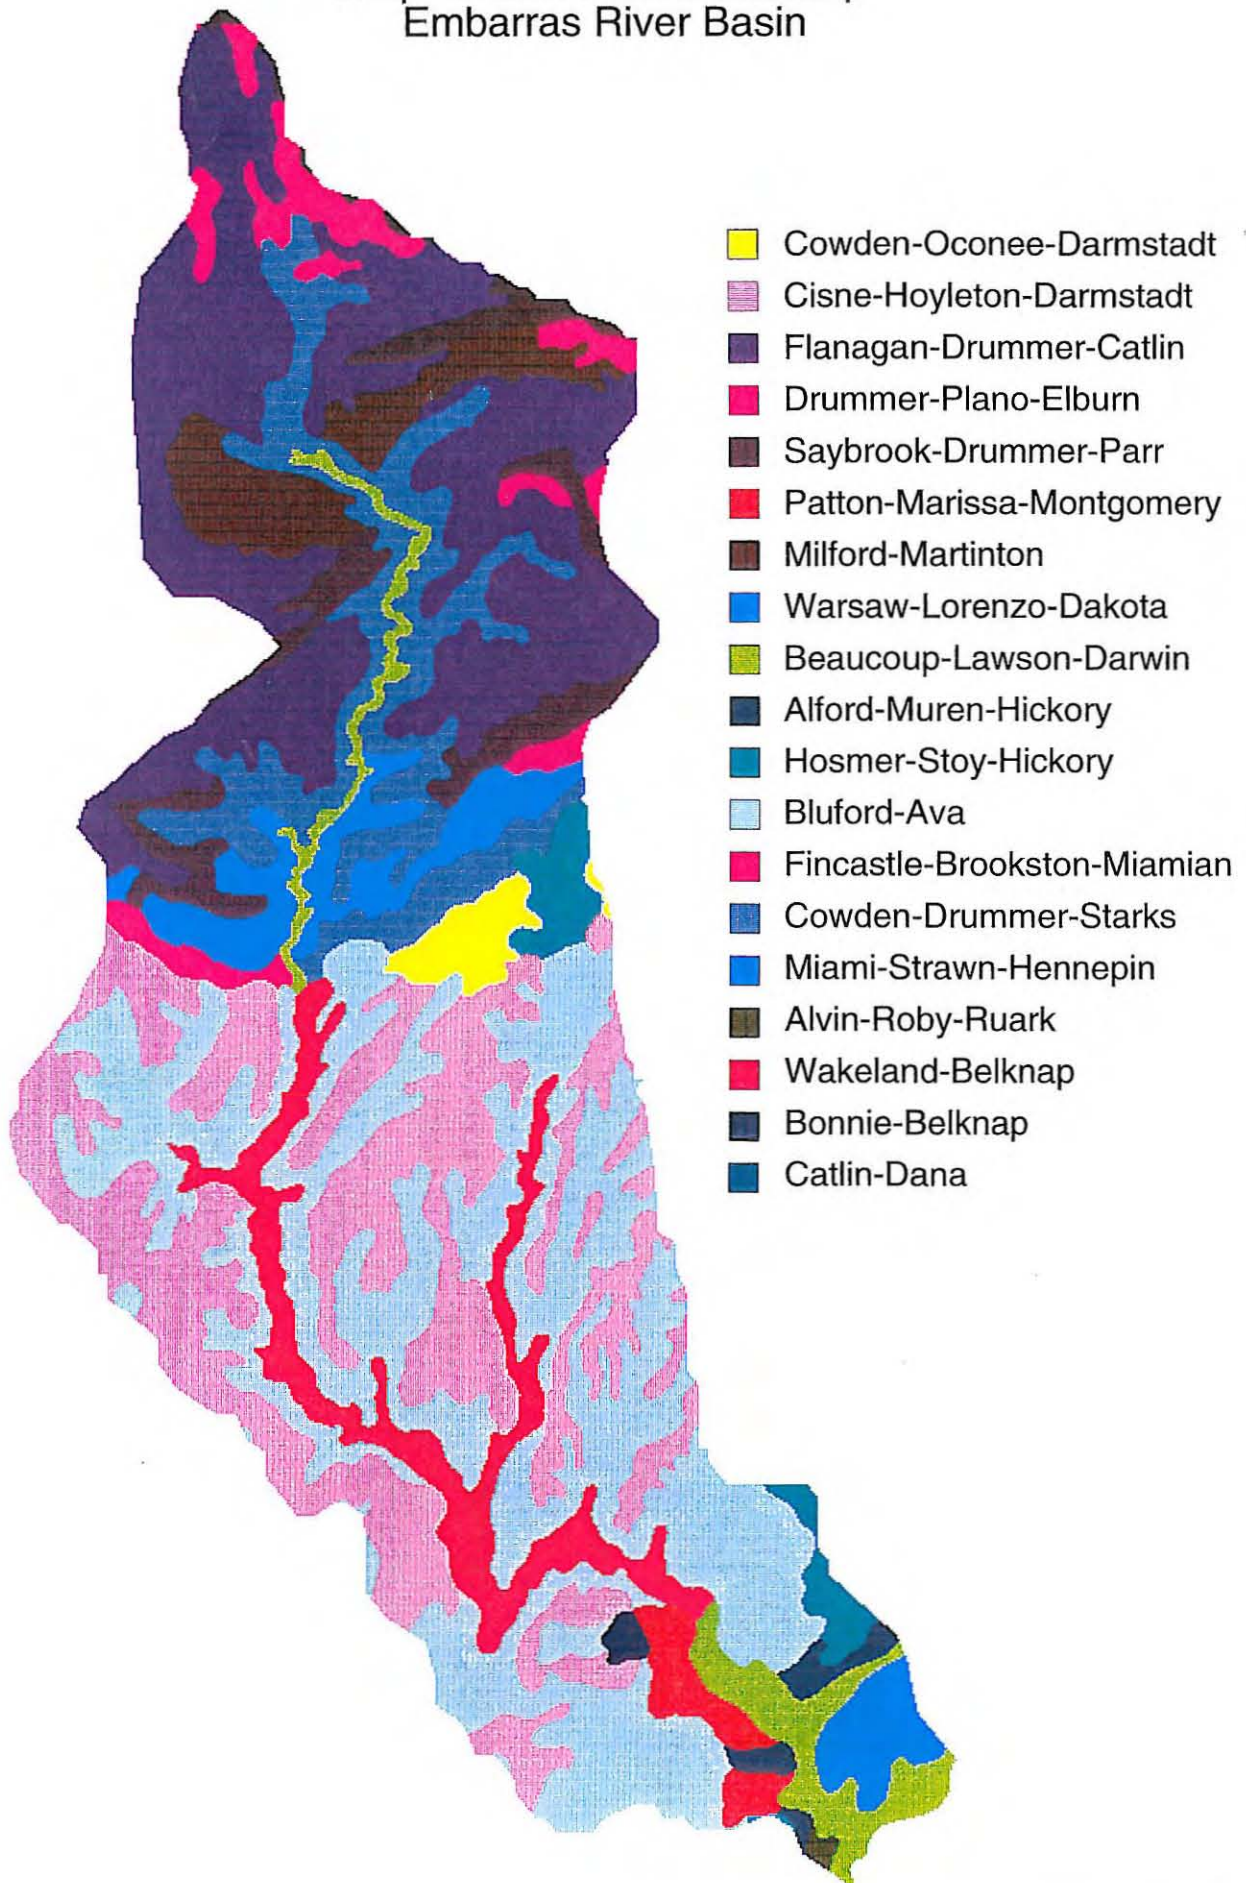 Embarras River Basin
Cowden-Oconee-Darmstadt
Cisne-Hoyleton-Darmstadt
Flanagan-Drummer-Catlin
Drummer-Plano-Elburn
Saybrook-Drummer-Parr
Patton-Marissa-Montgomery
Milford-Martinton
Warsaw-Lorenzo-Dakota
Beaucoup-Lawson-Darwin
Alford-Muren-Hickory
Hosmer-Stoy-Hickory
Bluford-Ava
Fincastle-Brookston-Miamian
Cowden-Drummer-Starks
Miami-Strawn-Hennepin
Alvin-Roby-Ruark
Wakeland-Belknap
Bonnie-Belknap
Catlin-Dana